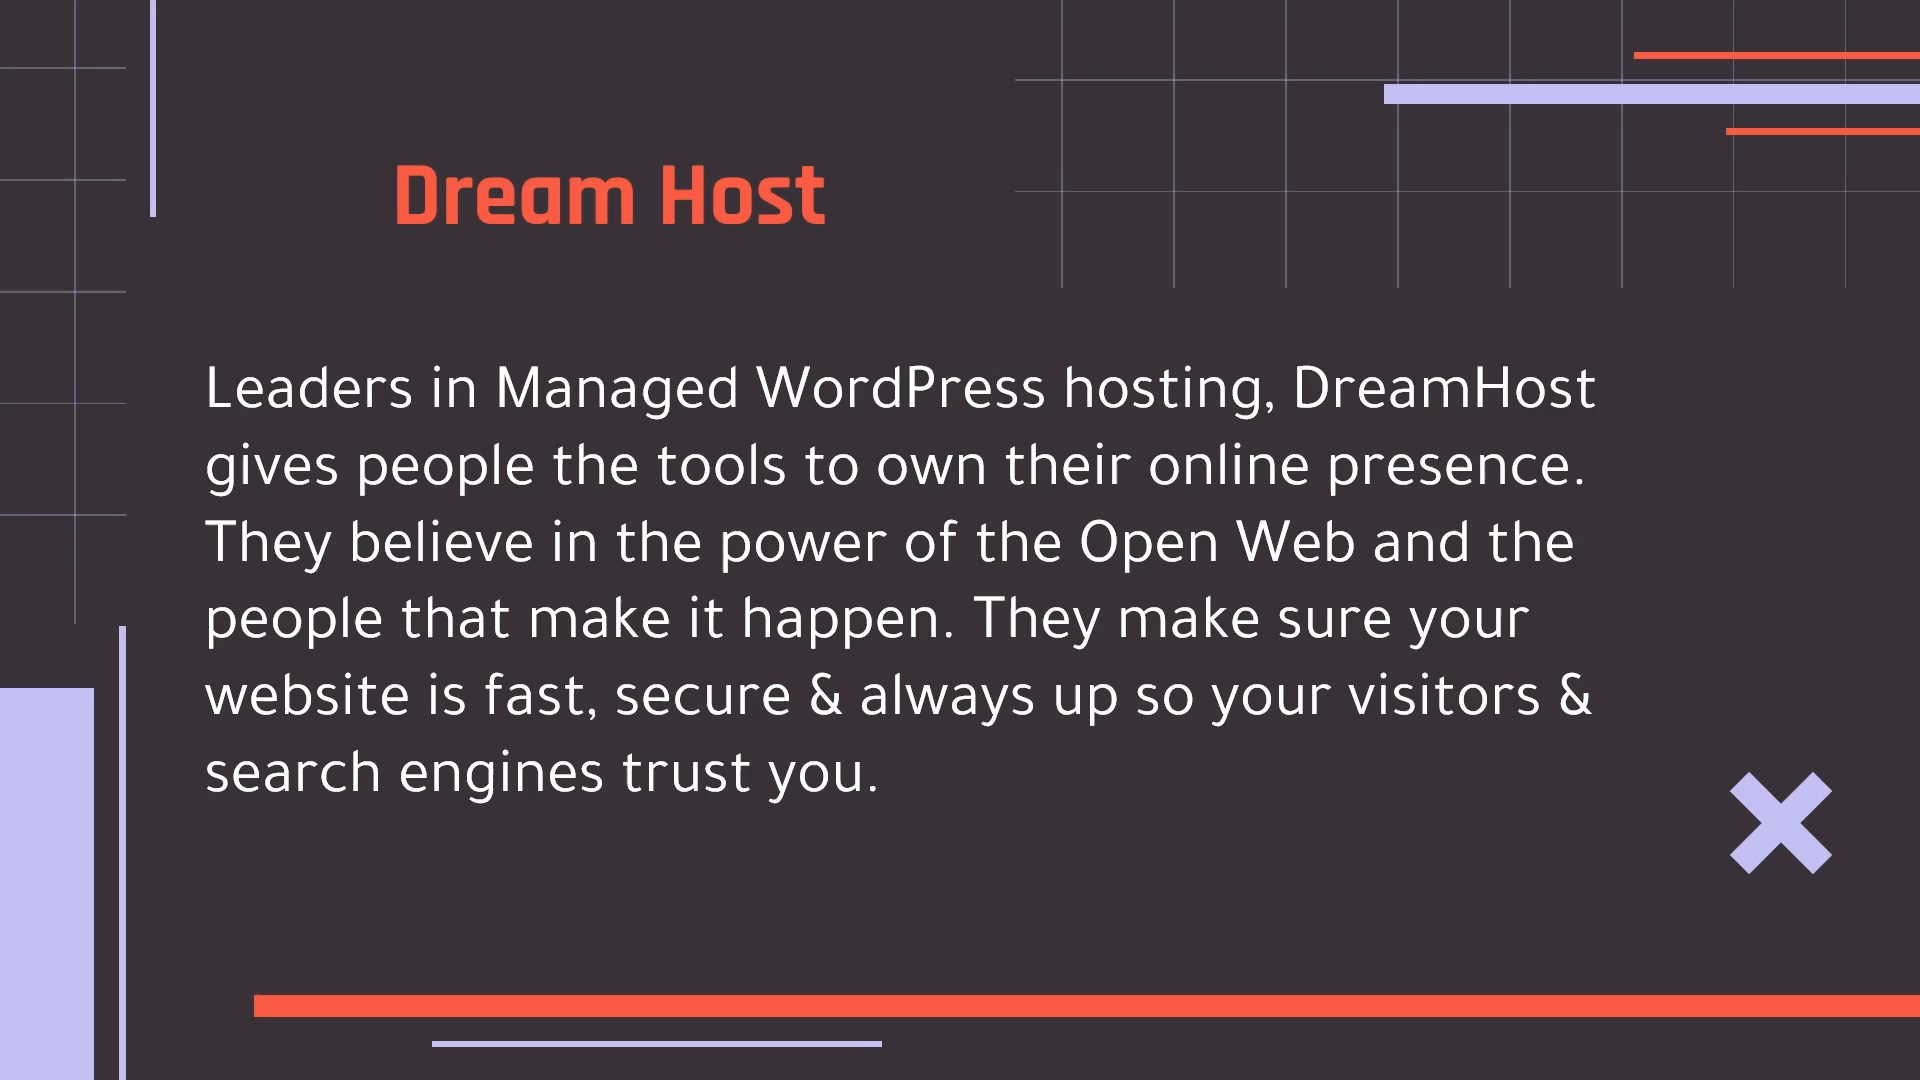 Dream Host
Leaders in Managed WordPress hosting, DreamHost
gives people the tools to own their online presence.
They believe in the power of the Open Web and the
people that make it happen. They make sure your
website is fast, secure & always up so your visitors &
search engines trust you.